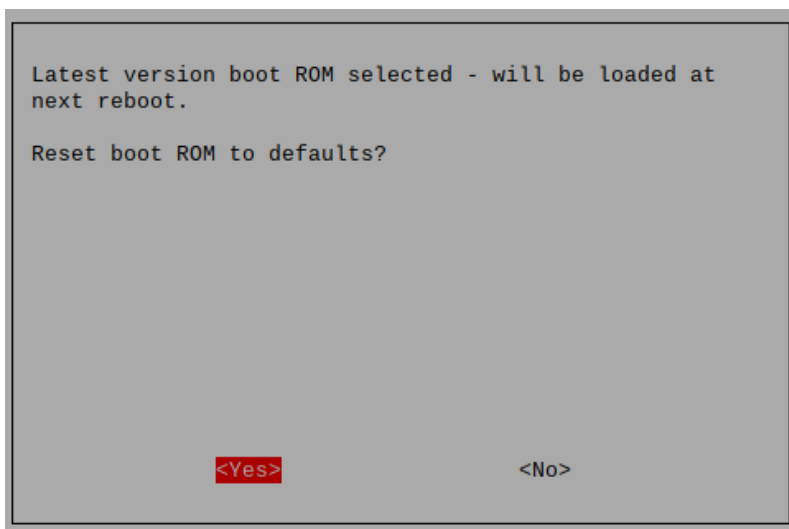 Latest version boot ROM selected - will be loaded at
next reboot.
Reset boot ROM to defaults?
<Yes> <No>